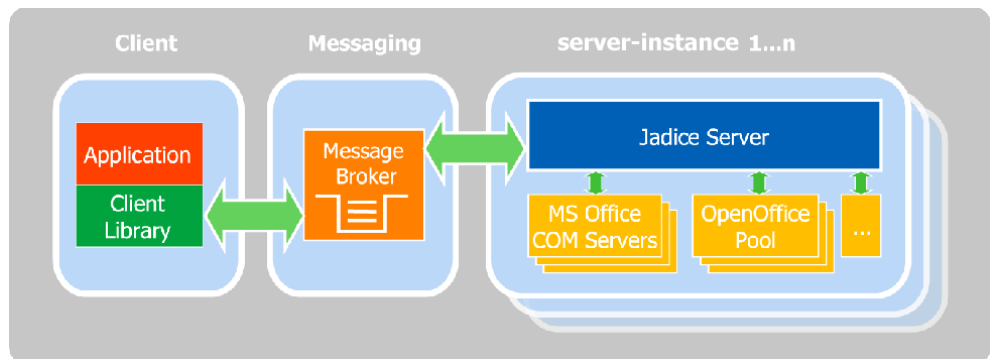 Client
Messaging
server-instance 1...n
Application
Client
Library
Message
Broker
Jadice Server
MS Office
COM Servers
OpenOffice
Pool
...